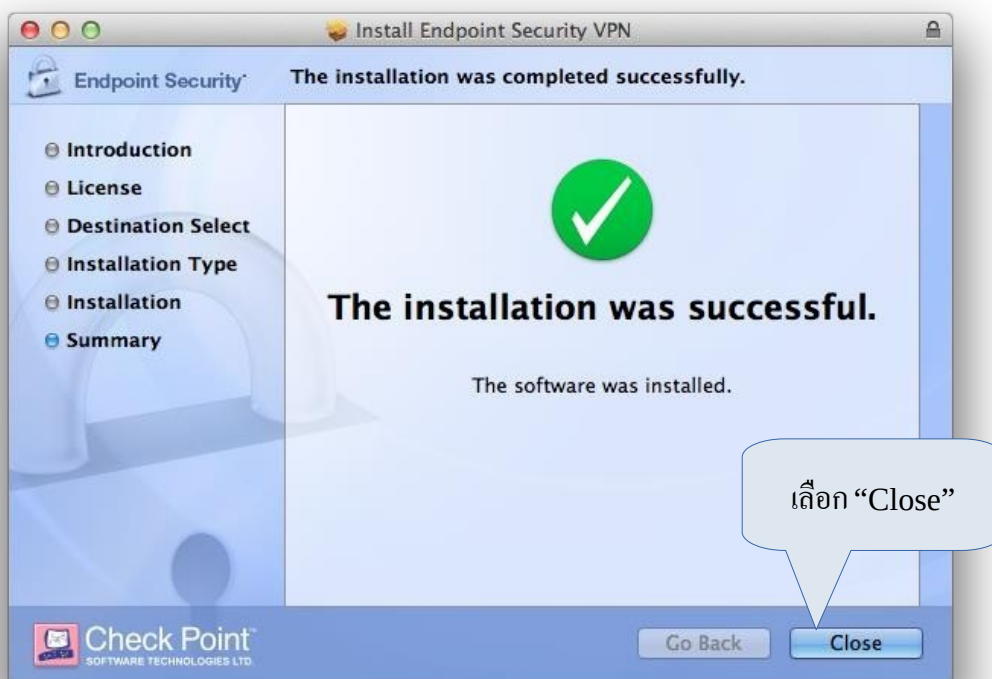 Install Endpoint Security VPN
Endpoint Security
The installation was completed successfully.
Introduction
License
Destination Select
Installation Type
Installation
Summary
The installation was successful.
The software was installed.
เลือก “Close”
Check Point™
SOFTWARE TECHNOLOGIES LTD.
Go Back
Close